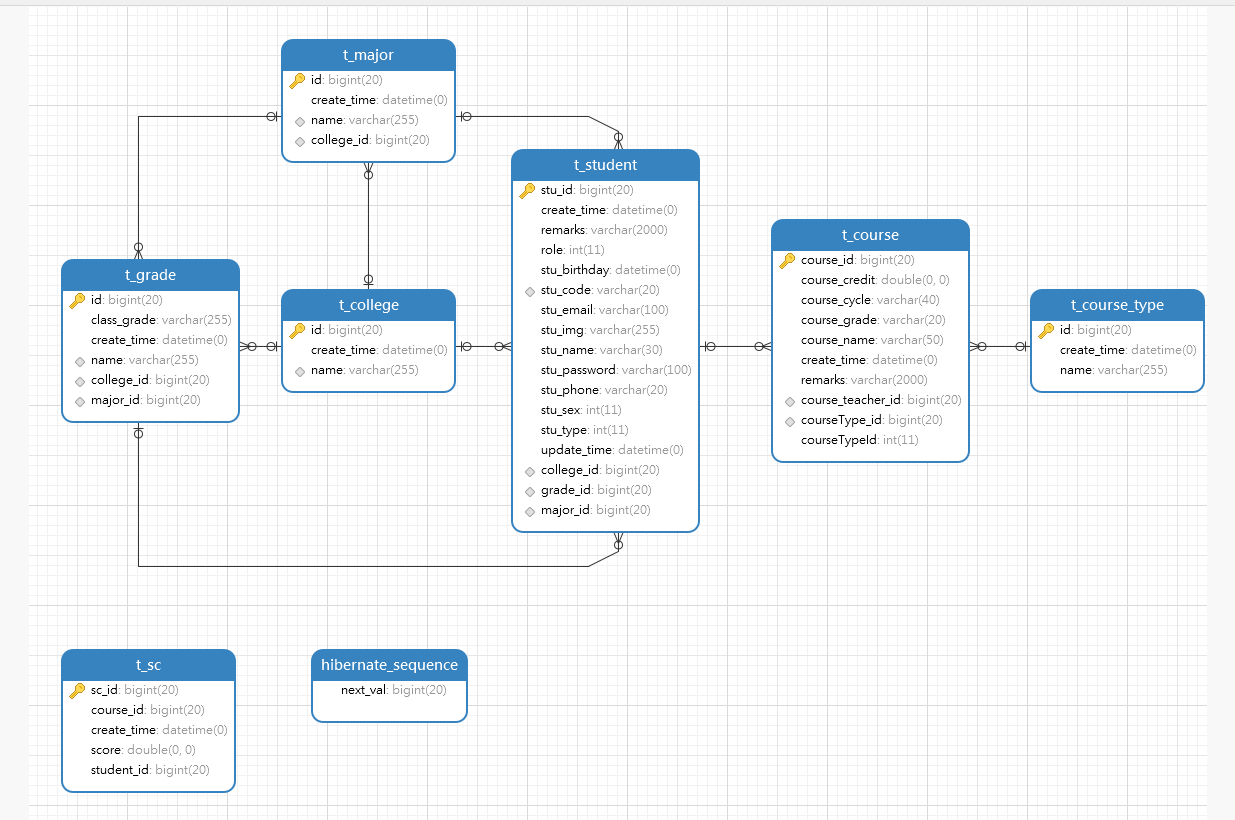 t_major
id: bigint(20)
create_time: datetime(0)
name: varchar(255)
college_id: bigint(20)
t_student
stu_id: bigint(20)
create_time: datetime(0)
remarks: varchar(2000)
role: int(11)
stu_birthday: datetime(0)
stu_code: varchar(20)
stu_email: varchar(100)
stu_img: varchar(255)
stu_name: varchar(30)
stu_password: varchar(100)
stu_phone: varchar(20)
stu_sex: int(11)
stu_type: int(11)
update_time: datetime(0)
college_id: bigint(20)
grade_id: bigint(20)
major_id: bigint(20)
t_course
course_id: bigint(20)
course_credit: double(0, 0)
course_cycle: varchar(40)
course_grade: varchar(20)
course_name: varchar(50)
create_time: datetime(0)
remarks: varchar(2000)
course_teacher_id: bigint(20)
courseType_id: bigint(20)
courseTypeId: int(11)
t_grade
id: bigint(20)
class_grade: varchar(255)
create_time: datetime(0)
name: varchar(255)
college_id: bigint(20)
major_id: bigint(20)
t_college
id: bigint(20)
create_time: datetime(0)
name: varchar(255)
t_course_type
id: bigint(20)
create_time: datetime(0)
name: varchar(255)
t_sc
sc_id: bigint(20)
course_id: bigint(20)
create_time: datetime(0)
score: double(0, 0)
student_id: bigint(20)
hibernate_sequence
next_val: bigint(20)